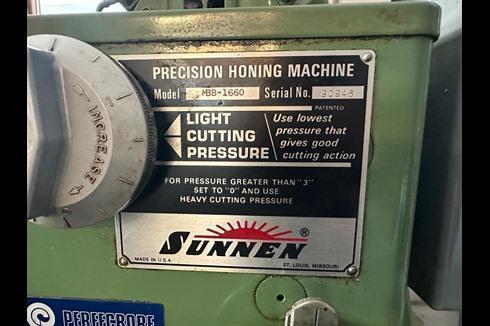 PRECISION HONING MACHINE
Model MBB-1660 Serial No. 90946
PATENTED
LIGHT
CUTTING
PRESSURE
Use lowest
pressure that
gives good
cutting action
FOR PRESSURE GREATER THAN "3"
SET TO "0" AND USE
HEAVY CUTTING PRESSURE
SUNNEN ®
MADE IN U.S.A.
ST. LOUIS, MISSOURI
INCREASE